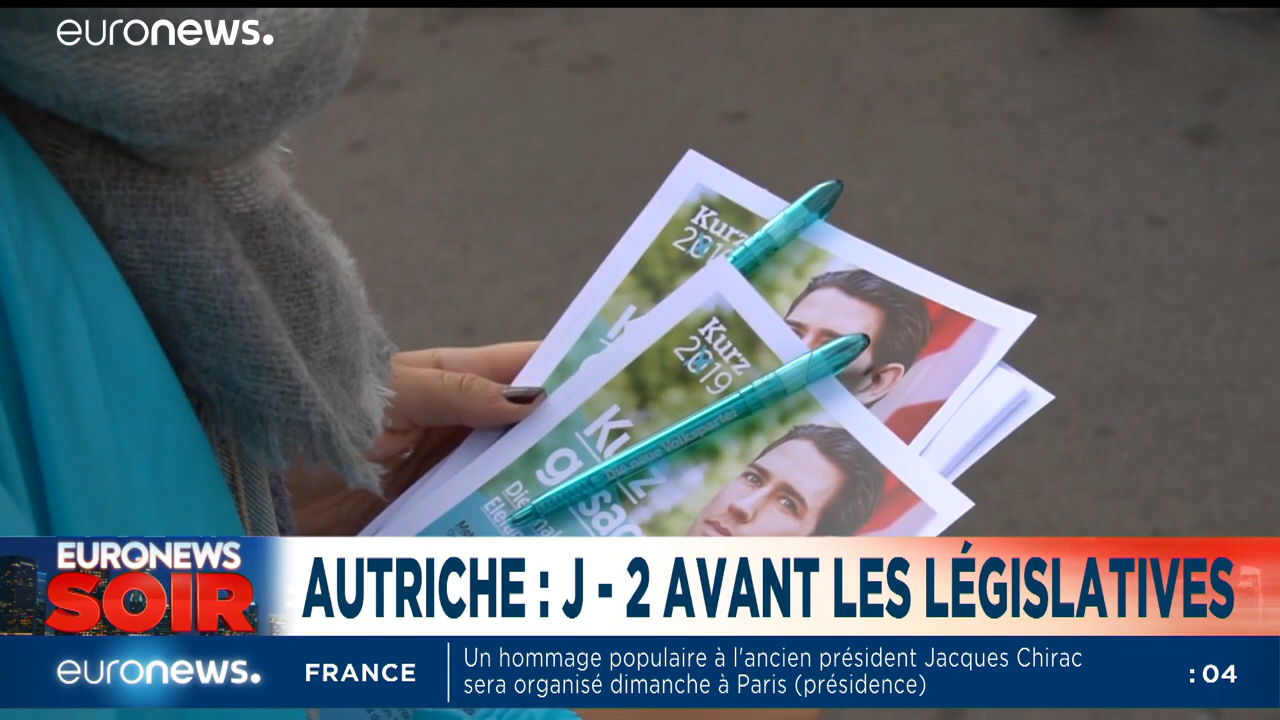 euronews.
Kurz
2019
Kurz
2019
Die neue Volkspartei
Kurz
EURONEWS
SOIR
AUTRICHE : J - 2 AVANT LES LÉGISLATIVES
euronews.
FRANCE
Un hommage populaire à l'ancien président Jacques Chirac
sera organisé dimanche à Paris (présidence)
: 04